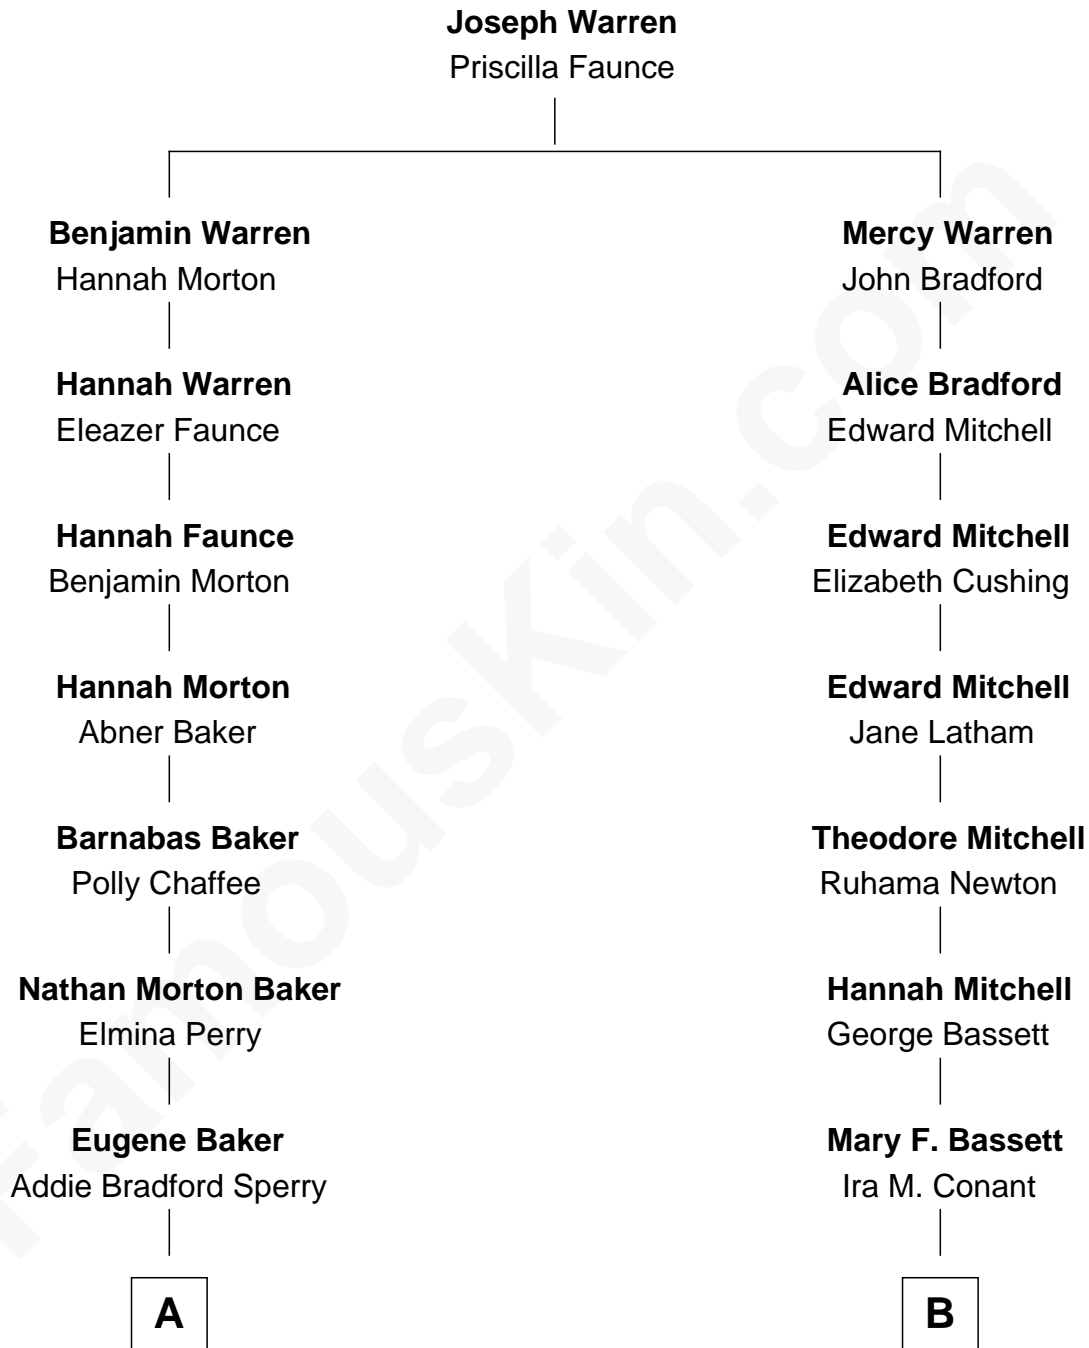 Joseph Warren
Priscilla Faunce
Benjamin Warren
Hannah Morton
Mercy Warren
John Bradford
Hannah Warren
Eleazer Faunce
Alice Bradford
Edward Mitchell
Hannah Faunce
Benjamin Morton
Edward Mitchell
Elizabeth Cushing
Hannah Morton
Abner Baker
Edward Mitchell
Jane Latham
Barnabas Baker
Polly Chaffee
Theodore Mitchell
Ruhama Newton
Nathan Morton Baker
Elmina Perry
Hannah Mitchell
George Bassett
Eugene Baker
Addie Bradford Sperry
Mary F. Bassett
Ira M. Conant
A
B
FamousKin.com